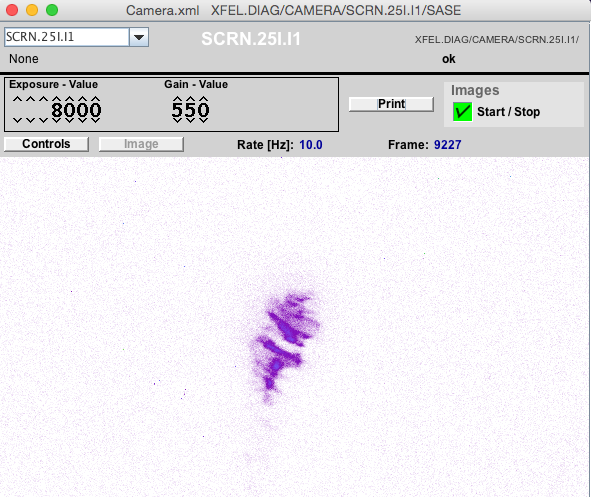 Camera.xml XFEL.DIAG/CAMERA/SCRN.25I.I1/SASE
SCRN.25I.I1
SCRN.25I.I1
XFEL.DIAG/CAMERA/SCRN.25I.I1/
None
ok
Exposure - Value
Gain - Value
8000
550
Print
Images
Start / Stop
Controls
Image
Rate [Hz]: 10.0
Frame: 9227